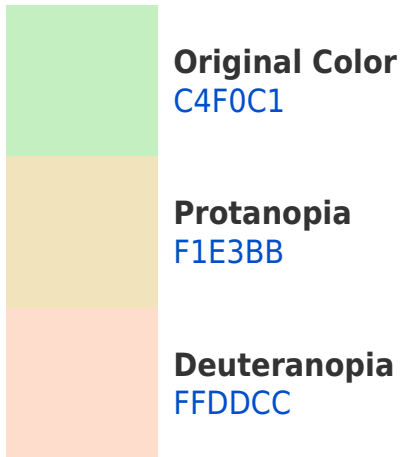 Original Color
C4F0C1
Protanopia
F1E3BB
Deuteranopia
FFDDCC